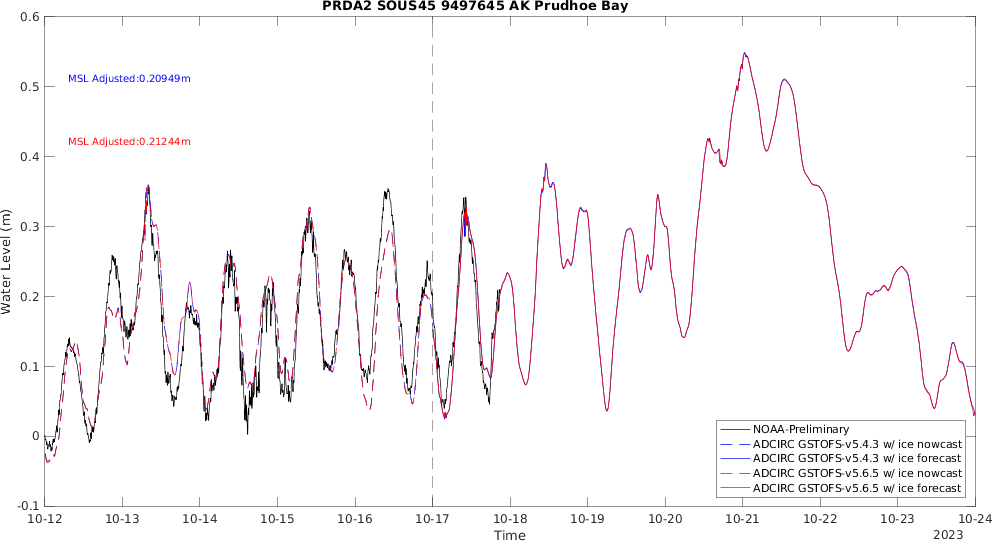 PRDA2 SOUS45 9497645 AK Prudhoe Bay
0.6
0.5
0.4
0.3
0.2
0.1
0
-0.1
Water Level (m)
MSL Adjusted:0.20949m
MSL Adjusted:0.21244m
NOAA-Preliminary
ADCIRC GSTOFS-v5.4.3 w/ ice nowcast
ADCIRC GSTOFS-v5.4.3 w/ ice forecast
ADCIRC GSTOFS-v5.6.5 w/ ice nowcast
ADCIRC GSTOFS-v5.6.5 w/ ice forecast
10-12 10-13 10-14 10-15 10-16 10-17 10-18 10-19 10-20 10-21 10-22 10-23 10-24
Time
2023